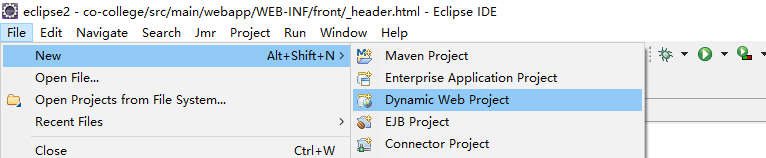 eclipse2 - co-college/src/main/webapp/WEB-INF/front/_header.html - Eclipse IDE
File Edit Navigate Search Jmr Project Run Window Help
New Alt+Shift+N > Maven Project
Open File... Enterprise Application Project
Open Projects from File System... Dynamic Web Project
Recent Files > EJB Project
Close Ctrl+W Connector Project